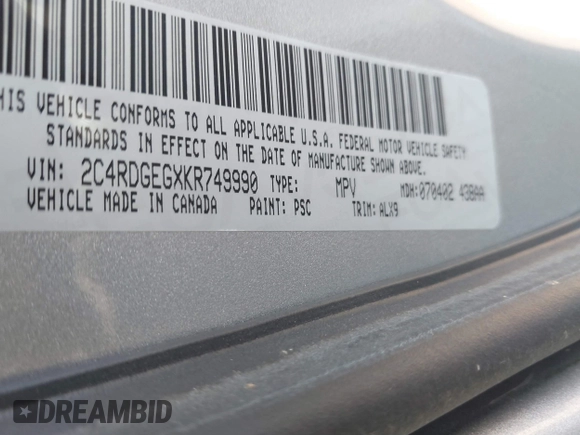 THIS VEHICLE CONFORMS TO ALL APPLICABLE U.S.A. FEDERAL MOTOR VEHICLE SAFETY
STANDARDS IN EFFECT ON THE DATE OF MANUFACTURE SHOWN ABOVE.
VIN: 2C4RDGEGXKR749990 TYPE: MPV MDH: 070402 43BAA
VEHICLE MADE IN CANADA PAINT: PSC TRIM: ALX9
DREAMBID